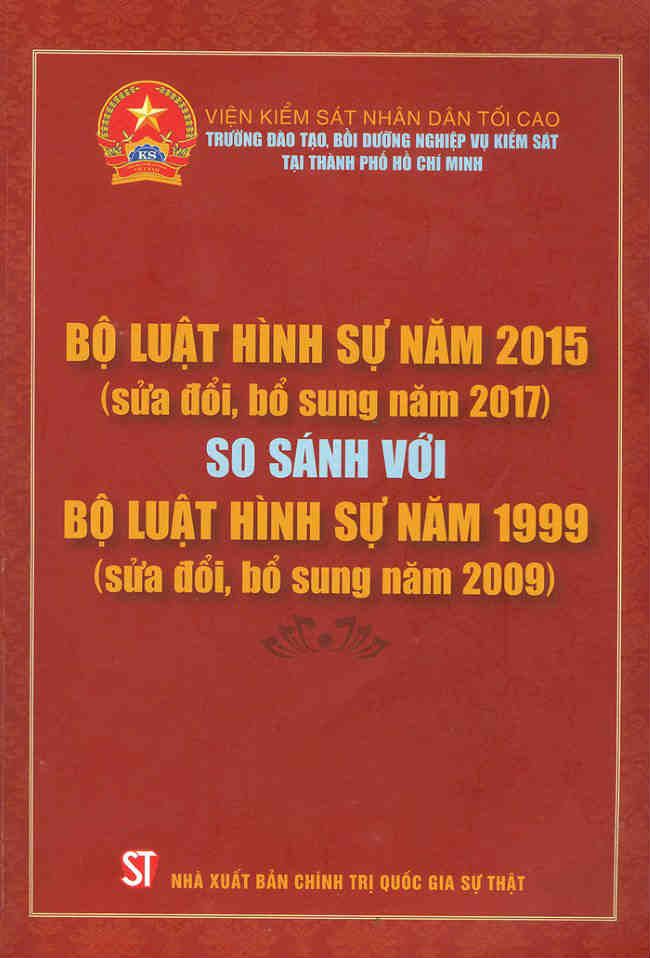 VIỆN KIỂM SÁT NHÂN DÂN TỐI CAO
TRƯỜNG ĐÀO TẠO, BỒI DƯỠNG NGHIỆP VỤ KIỂM SÁT
TẠI THÀNH PHỐ HỒ CHÍ MINH
KS
VIỆT NAM
BỘ LUẬT HÌNH SỰ NĂM 2015
(sửa đổi, bổ sung năm 2017)
SO SÁNH VỚI
BỘ LUẬT HÌNH SỰ NĂM 1999
(sửa đổi, bổ sung năm 2009)
ST NHÀ XUẤT BẢN CHÍNH TRỊ QUỐC GIA SỰ THẬT